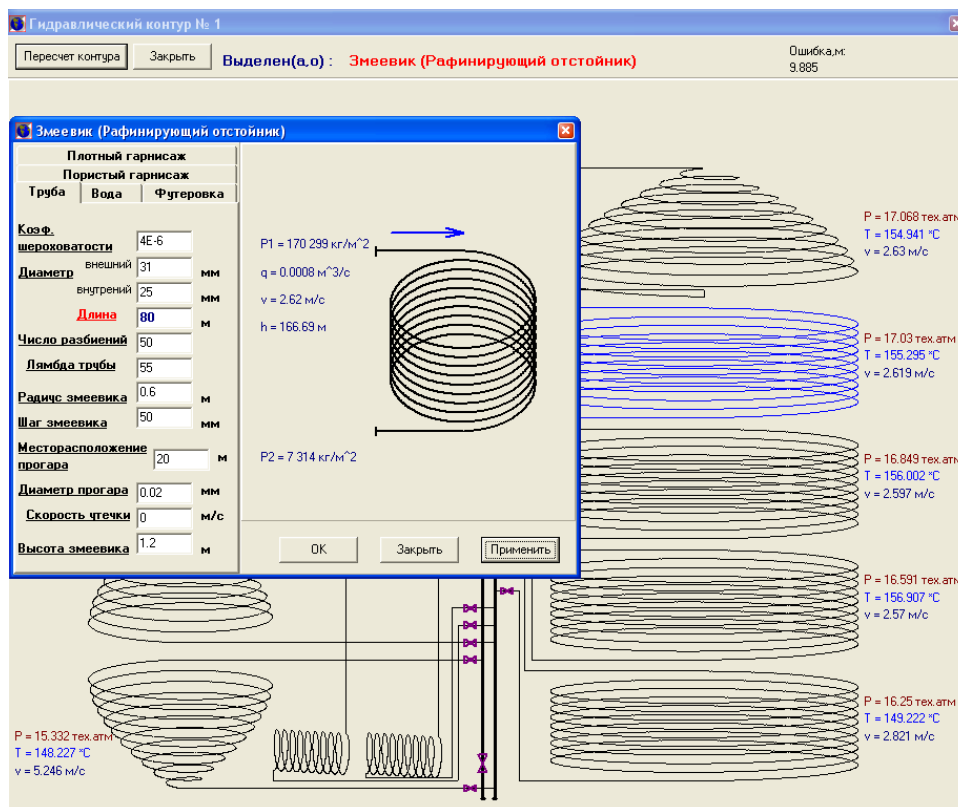 Гидравлический контур № 1
Пересчет контура
Закрыть
Выделен(а,о) : Змеевик (Рафинирующий отстойник)
Ошибка,м:
9.885
Змеевик (Рафинирующий отстойник)
Плотный гарнисаж
Пористый гарнисаж
Труба
Вода
Футеровка
Коэф.
шероховатости
4E-6
Диаметр
внешний
31
мм
внутрений
25
мм
Длина
80
м
Число разбиений
50
Лямбда трубы
55
Радиус змеевика
0.6
м
Шаг змеевика
50
мм
Месторасположение
прогара
20
м
Диаметр прогара
0.02
мм
Скорость утечки
0
м/с
Высота змеевика
1.2
м
P1 = 170 299 кг/м^2
q = 0.0008 м^3/с
v = 2.62 м/с
h = 166.69 м
P2 = 7 314 кг/м^2
OK
Закрыть
Применить
P = 17.068 тех.атм
T = 154.941 °C
v = 2.63 м/с
P = 17.03 тех.атм
T = 155.295 °C
v = 2.619 м/с
P = 16.849 тех.атм
T = 156.002 °C
v = 2.597 м/с
P = 16.591 тех.атм
T = 156.907 °C
v = 2.57 м/с
P = 16.25 тех.атм
T = 149.222 °C
v = 2.821 м/с
P = 15.332 тех.атм
T = 148.227 °C
v = 5.246 м/с